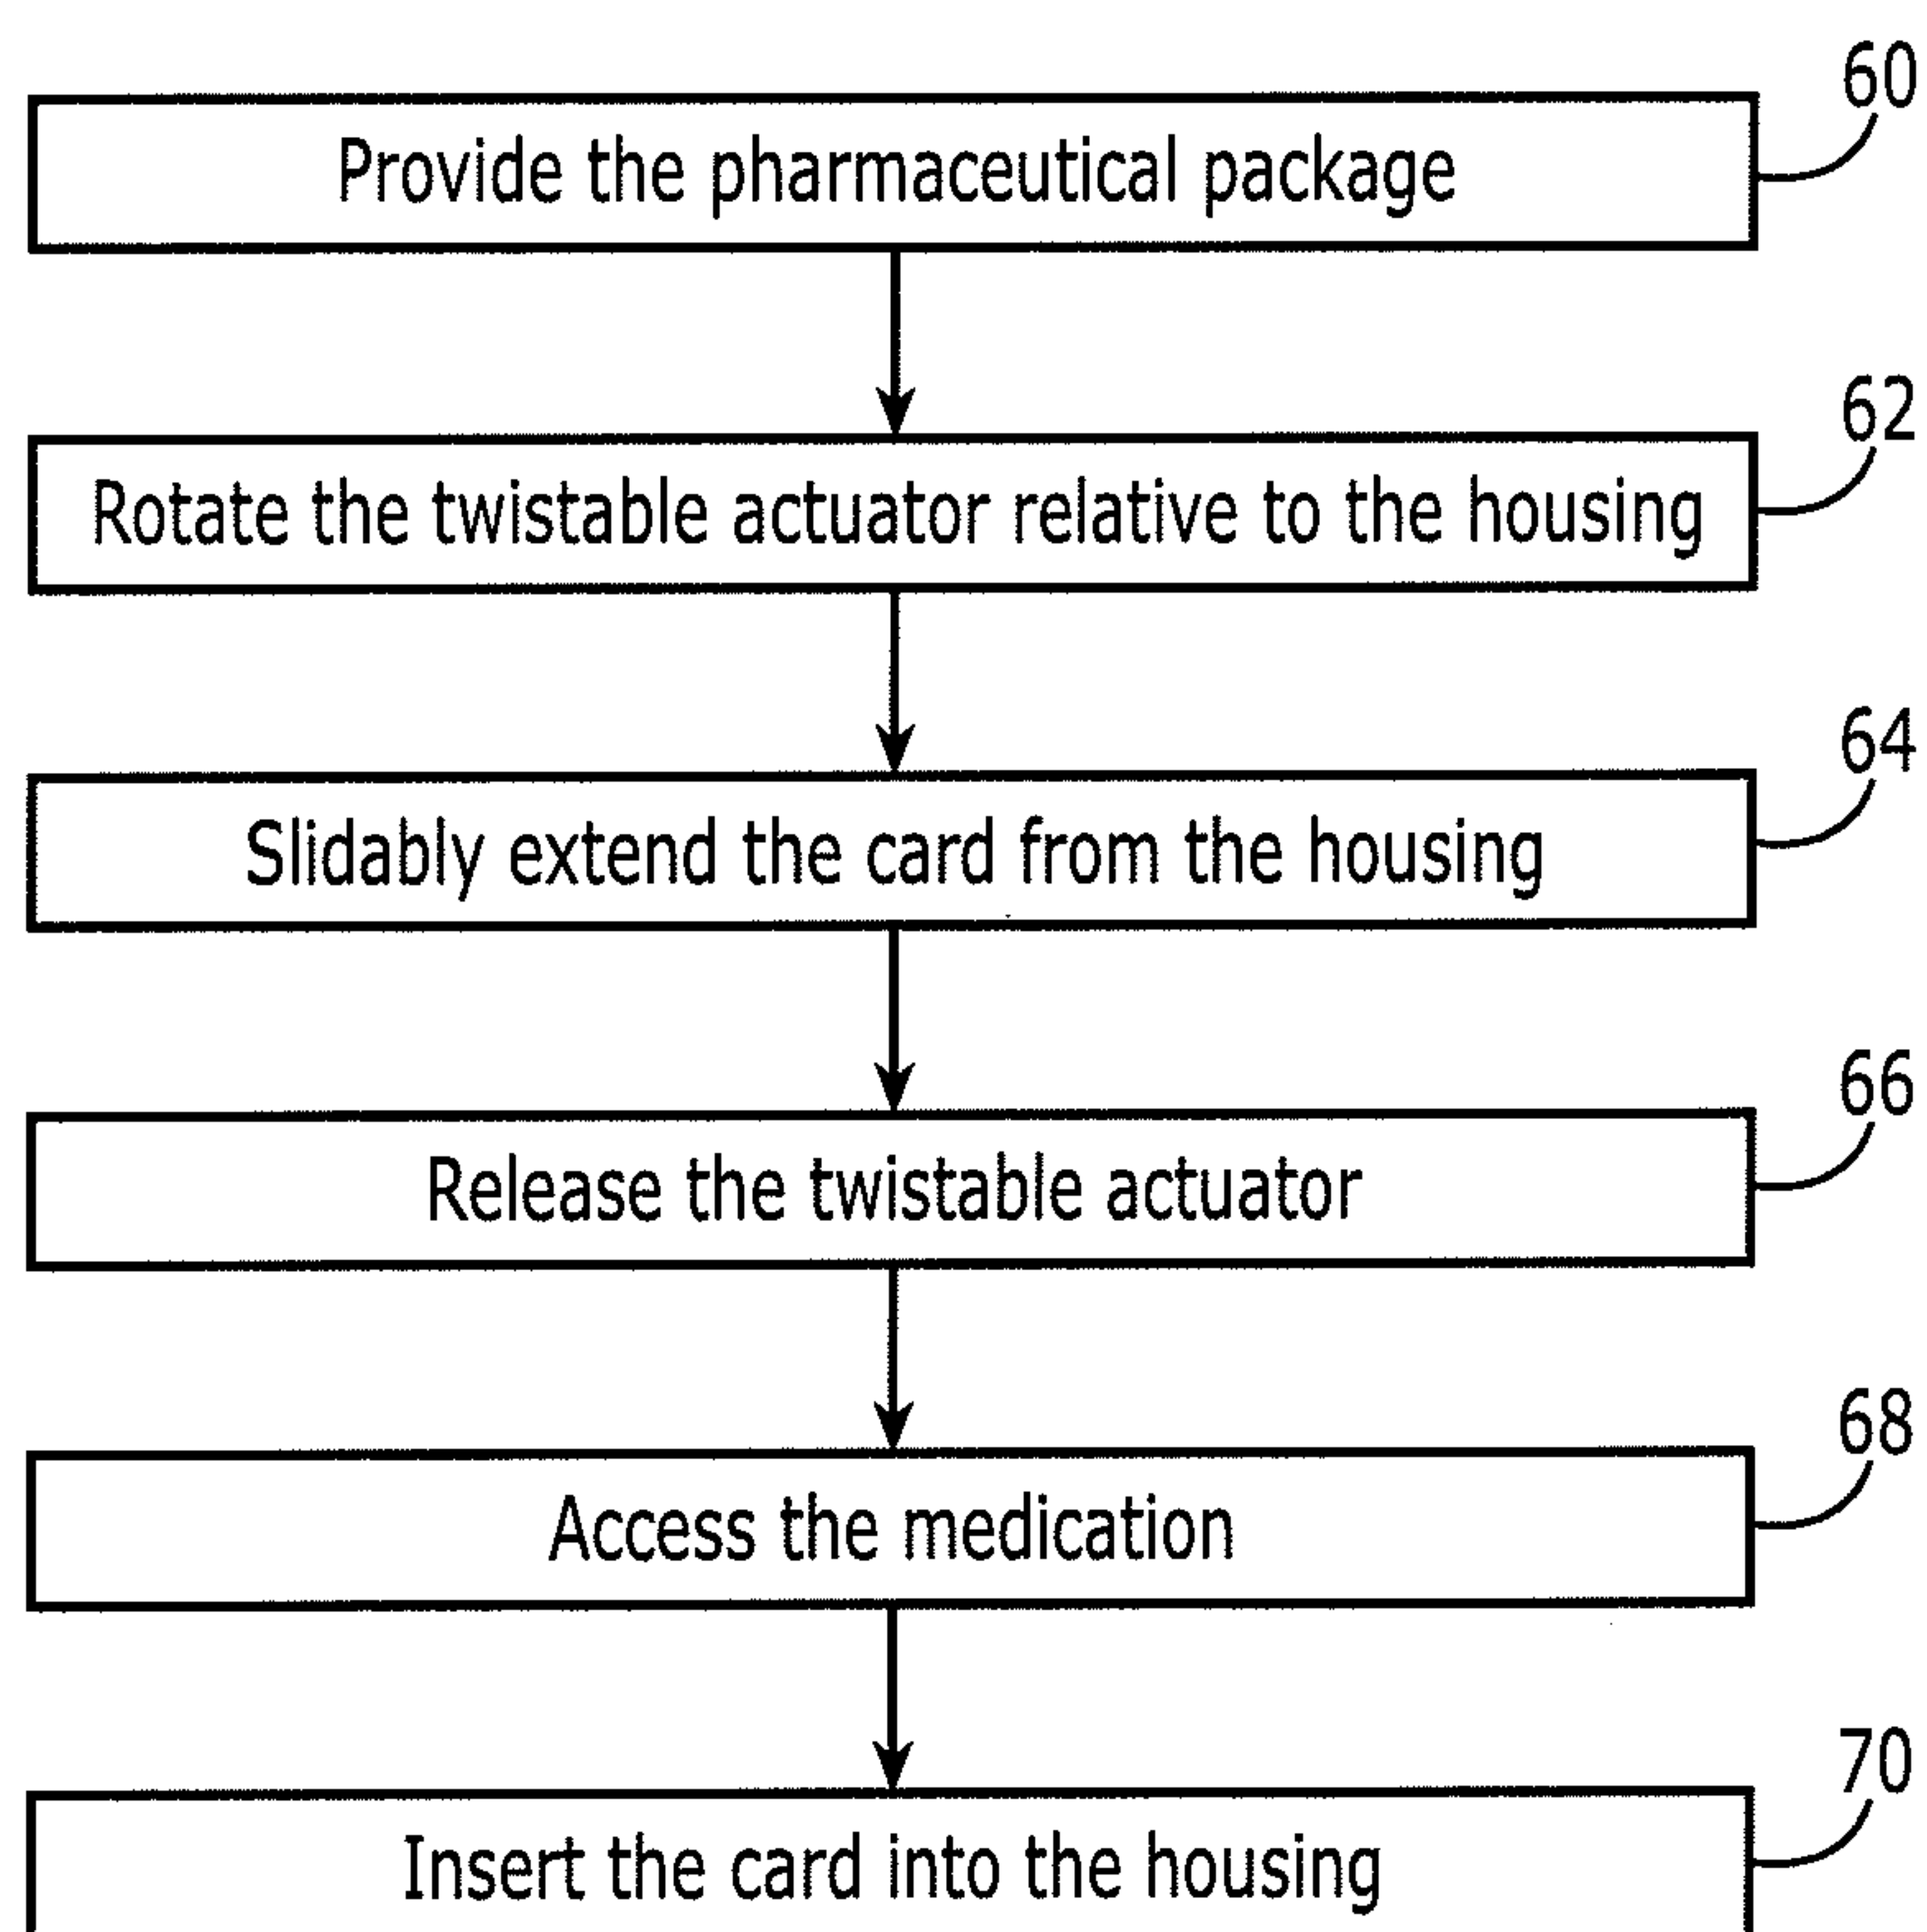 60
Provide the pharmaceutical package
62
Rotate the twistable actuator relative to the housing
64
Slidably extend the card from the housing
66
Release the twistable actuator
68
Access the medication
70
Insert the card into the housing